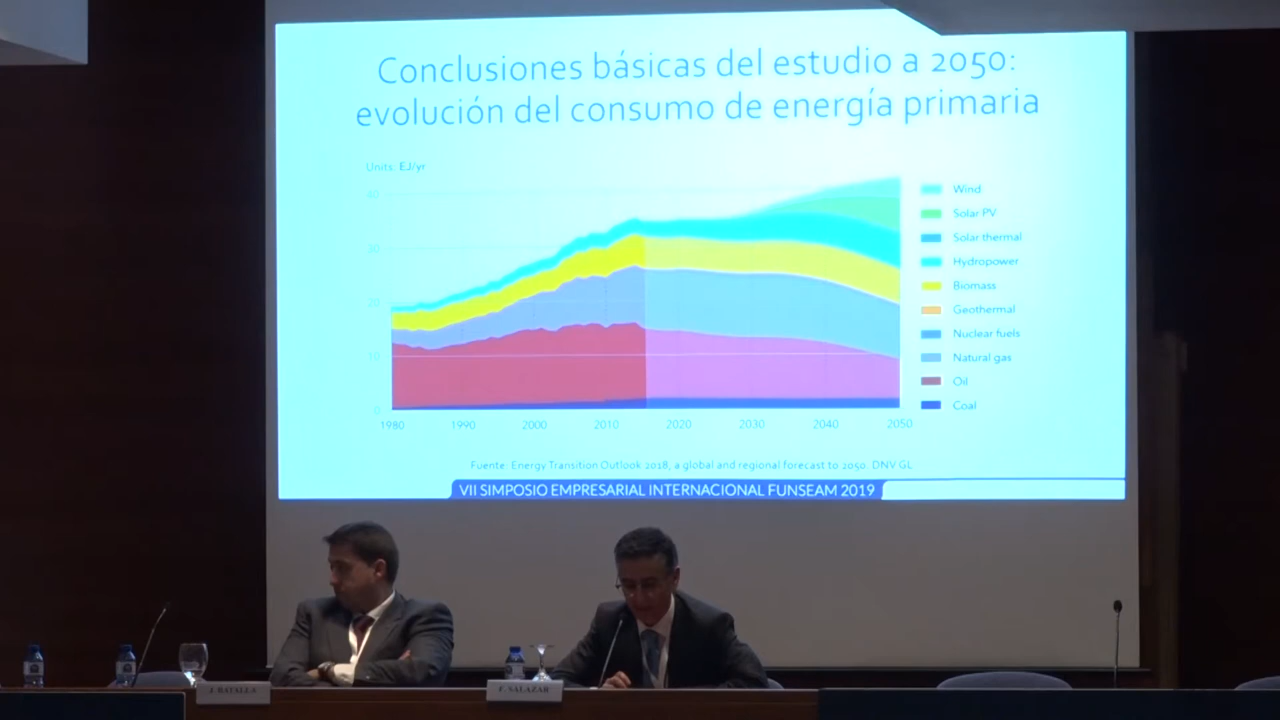 Conclusiones básicas del estudio a 2050:
evolución del consumo de energía primaria
Units: EJ/yr
40
30
20
10
0
1980 1990 2000 2010 2020 2030 2040 2050
Wind
Solar PV
Solar thermal
Hydropower
Biomass
Geothermal
Nuclear fuels
Natural gas
Oil
Coal
Fuente: Energy Transition Outlook 2018, a global and regional forecast to 2050. DNV GL
VII SIMPOSIO EMPRESARIAL INTERNACIONAL FUNSEAM 2019
F. SALAZAR